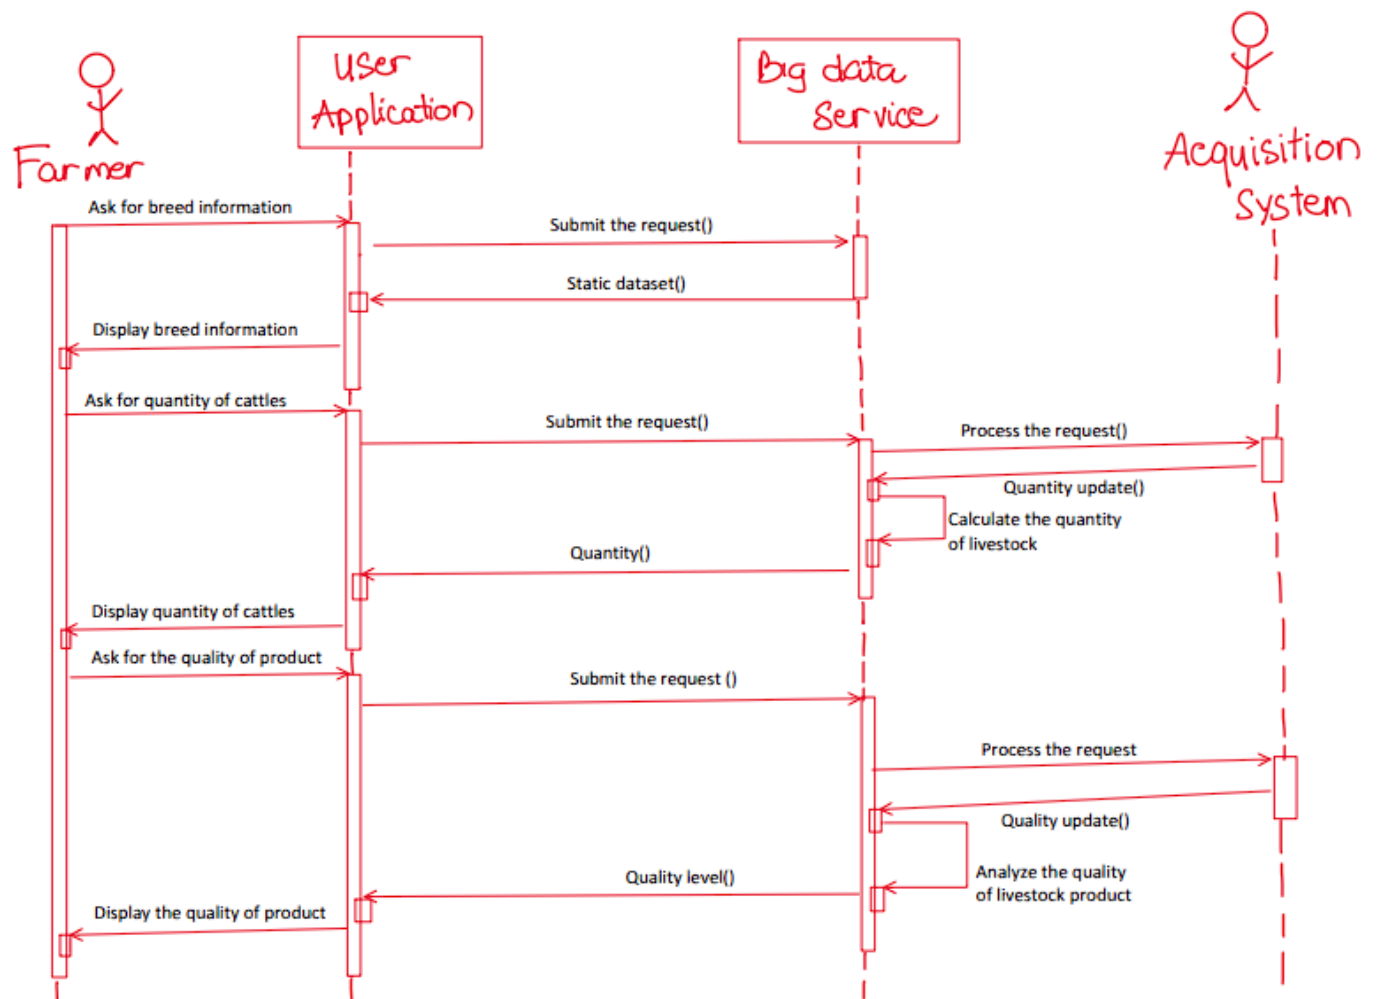 User
Application
Big data
Service
Farmer
Acquisition
System
Ask for breed information
Submit the request()
Static dataset()
Display breed information
Ask for quantity of cattles
Submit the request()
Process the request()
Quantity update()
Calculate the quantity
of livestock
Quantity()
Display quantity of cattles
Ask for the quality of product
Submit the request ()
Process the request
Quality update()
Analyze the quality
of livestock product
Quality level()
Display the quality of product